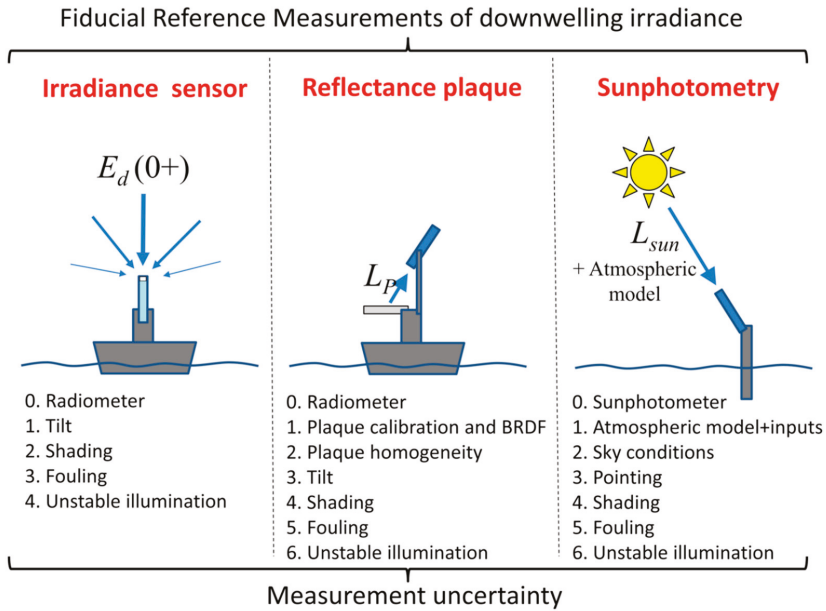 Fiducial Reference Measurements of downwelling irradiance
Irradiance sensor
E_d(0+)
0. Radiometer
1. Tilt
2. Shading
3. Fouling
4. Unstable illumination
Reflectance plaque
L_P
0. Radiometer
1. Plaque calibration and BRDF
2. Plaque homogeneity
3. Tilt
4. Shading
5. Fouling
6. Unstable illumination
Sunphotometry
L_sun
+ Atmospheric
model
0. Sunphotometer
1. Atmospheric model+inputs
2. Sky conditions
3. Pointing
4. Shading
5. Fouling
6. Unstable illumination
Measurement uncertainty